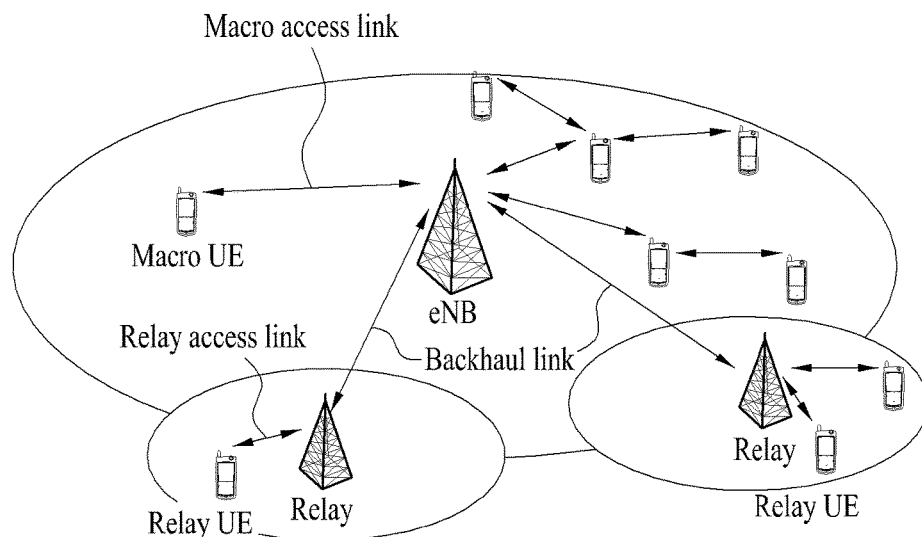 Macro access link
Macro UE
eNB
Relay access link
Backhaul link
Relay
Relay UE
Relay
Relay UE